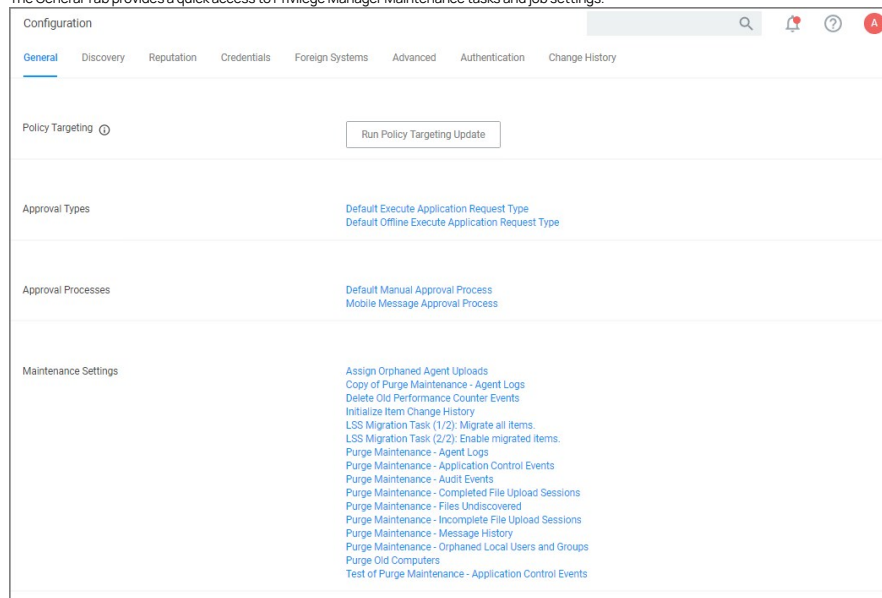 The General Tab provides a quick access to Privilege Manager Maintenance tasks and job settings.
Configuration
A
General Discovery Reputation Credentials Foreign Systems Advanced Authentication Change History
Policy Targeting
Run Policy Targeting Update
Approval Types
Default Execute Application Request Type
Default Offline Execute Application Request Type
Approval Processes
Default Manual Approval Process
Mobile Message Approval Process
Maintenance Settings
Assign Orphaned Agent Uploads
Copy of Purge Maintenance - Agent Logs
Delete Old Performance Counter Events
Initialize Item Change History
LSS Migration Task (1/2): Migrate all items.
LSS Migration Task (2/2): Enable migrated items.
Purge Maintenance - Agent Logs
Purge Maintenance - Application Control Events
Purge Maintenance - Audit Events
Purge Maintenance - Completed File Upload Sessions
Purge Maintenance - Files Undiscovered
Purge Maintenance - Incomplete File Upload Sessions
Purge Maintenance - Message History
Purge Maintenance - Orphaned Local Users and Groups
Purge Old Computers
Test of Purge Maintenance - Application Control Events